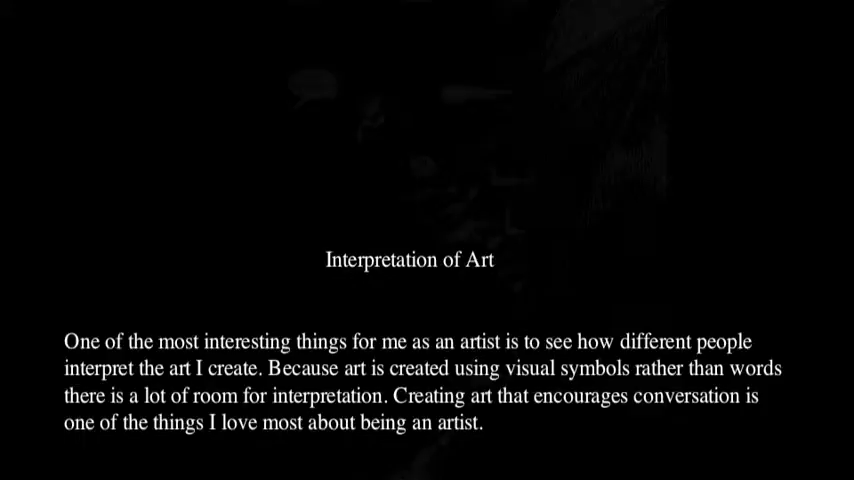 Interpretation of Art
One of the most interesting things for me as an artist is to see how different people
interpret the art I create. Because art is created using visual symbols rather than words
there is a lot of room for interpretation. Creating art that encourages conversation is
one of the things I love most about being an artist.